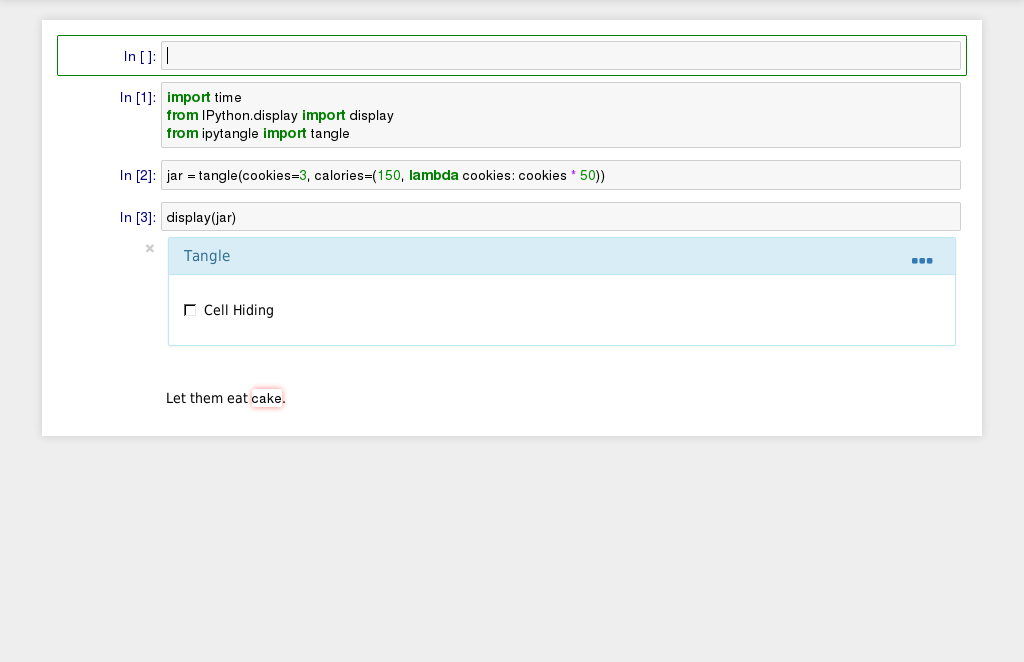 In [ ]:
In [1]: import time
from IPython.display import display
from ipytangle import tangle
In [2]: jar = tangle(cookies=3, calories=(150, lambda cookies: cookies * 50))
In [3]: display(jar)
Tangle
Cell Hiding
Let them eat cake.